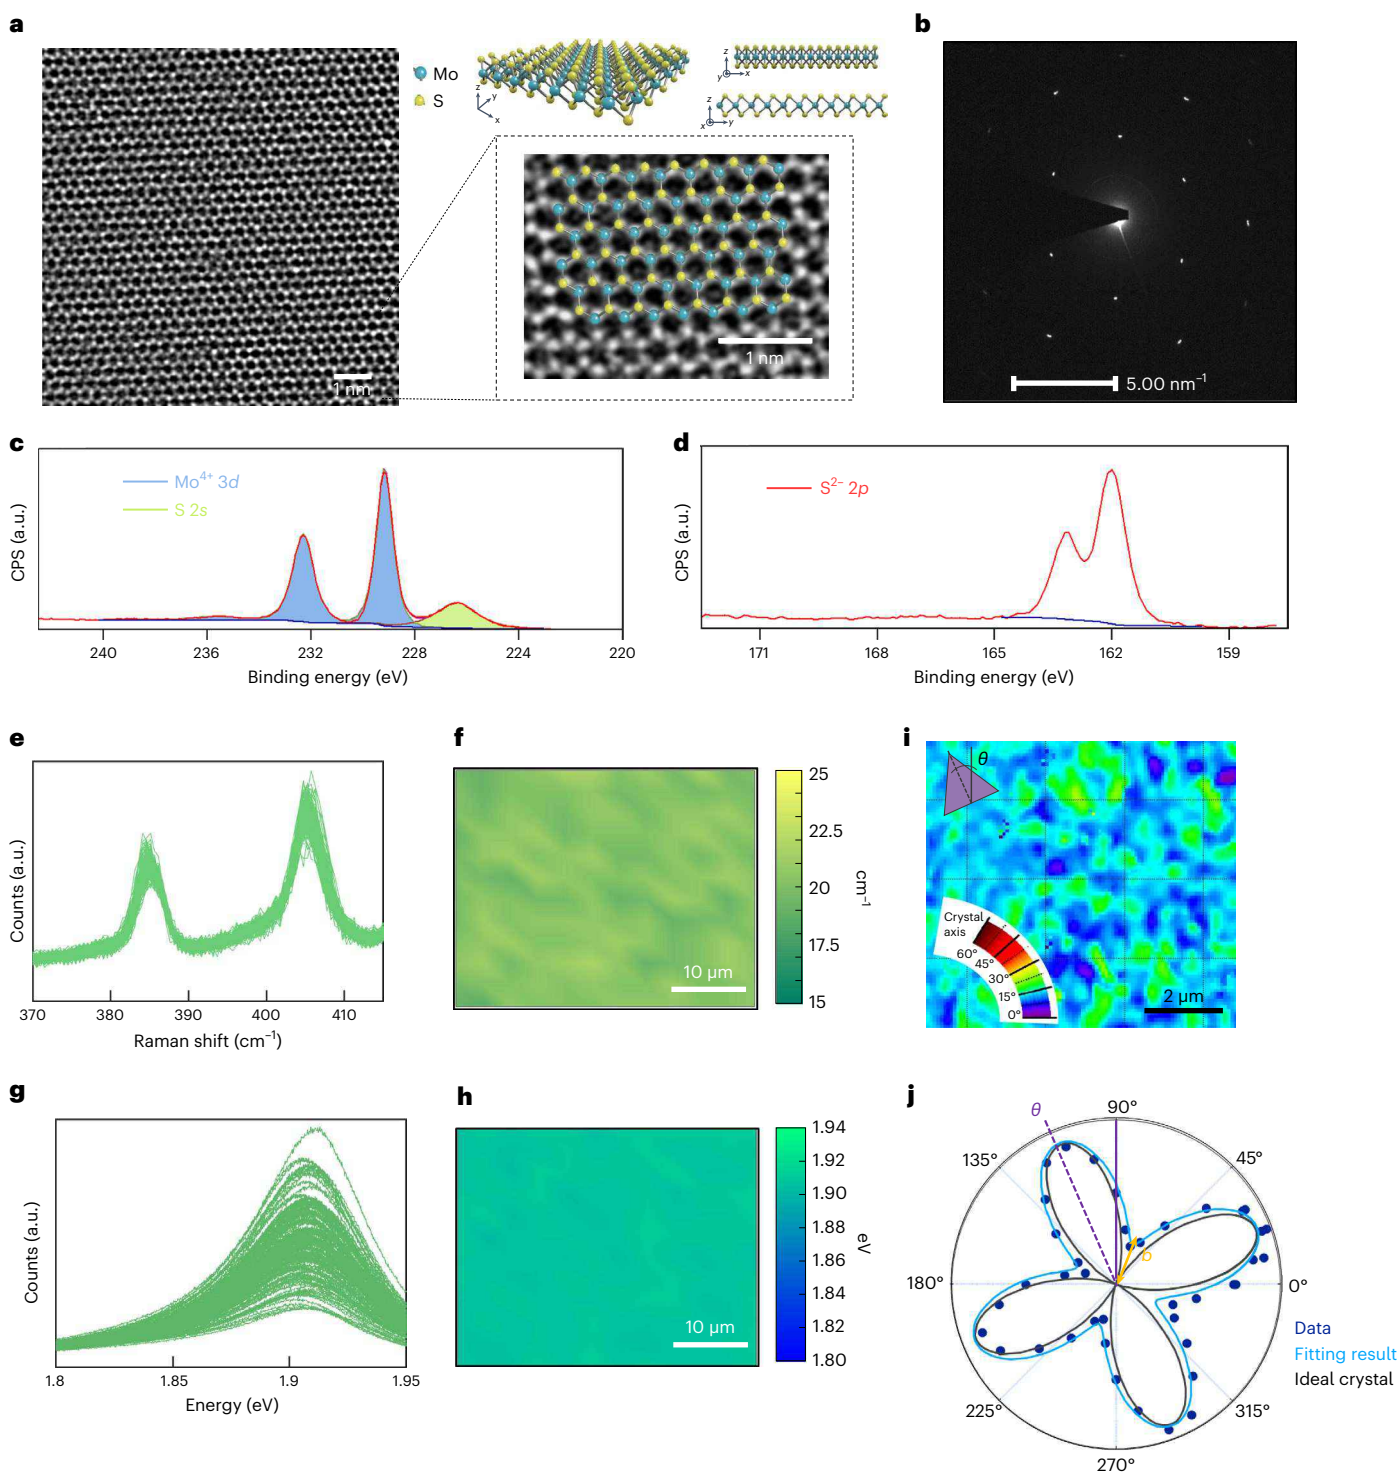 a
Mo
S
z
y
x
z
y
x
z
x
y
1 nm
1 nm
b
5.00 nm⁻¹
c
Mo⁴⁺ 3d
S 2s
CPS (a.u.)
240
236
232
228
224
220
Binding energy (eV)
d
S²⁻ 2p
CPS (a.u.)
171
168
165
162
159
Binding energy (eV)
e
Counts (a.u.)
370
380
390
400
410
Raman shift (cm⁻¹)
f
10 µm
25
22.5
20
17.5
15
cm⁻¹
i
θ
Crystal
axis
60°
45°
30°
15°
0°
2 µm
g
Counts (a.u.)
1.8
1.85
1.9
1.95
Energy (eV)
h
10 µm
1.94
1.92
1.90
1.88
1.86
1.84
1.82
1.80
eV
j
θ
90°
135°
45°
b
180°
0°
225°
315°
270°
Data
Fitting result
Ideal crystal